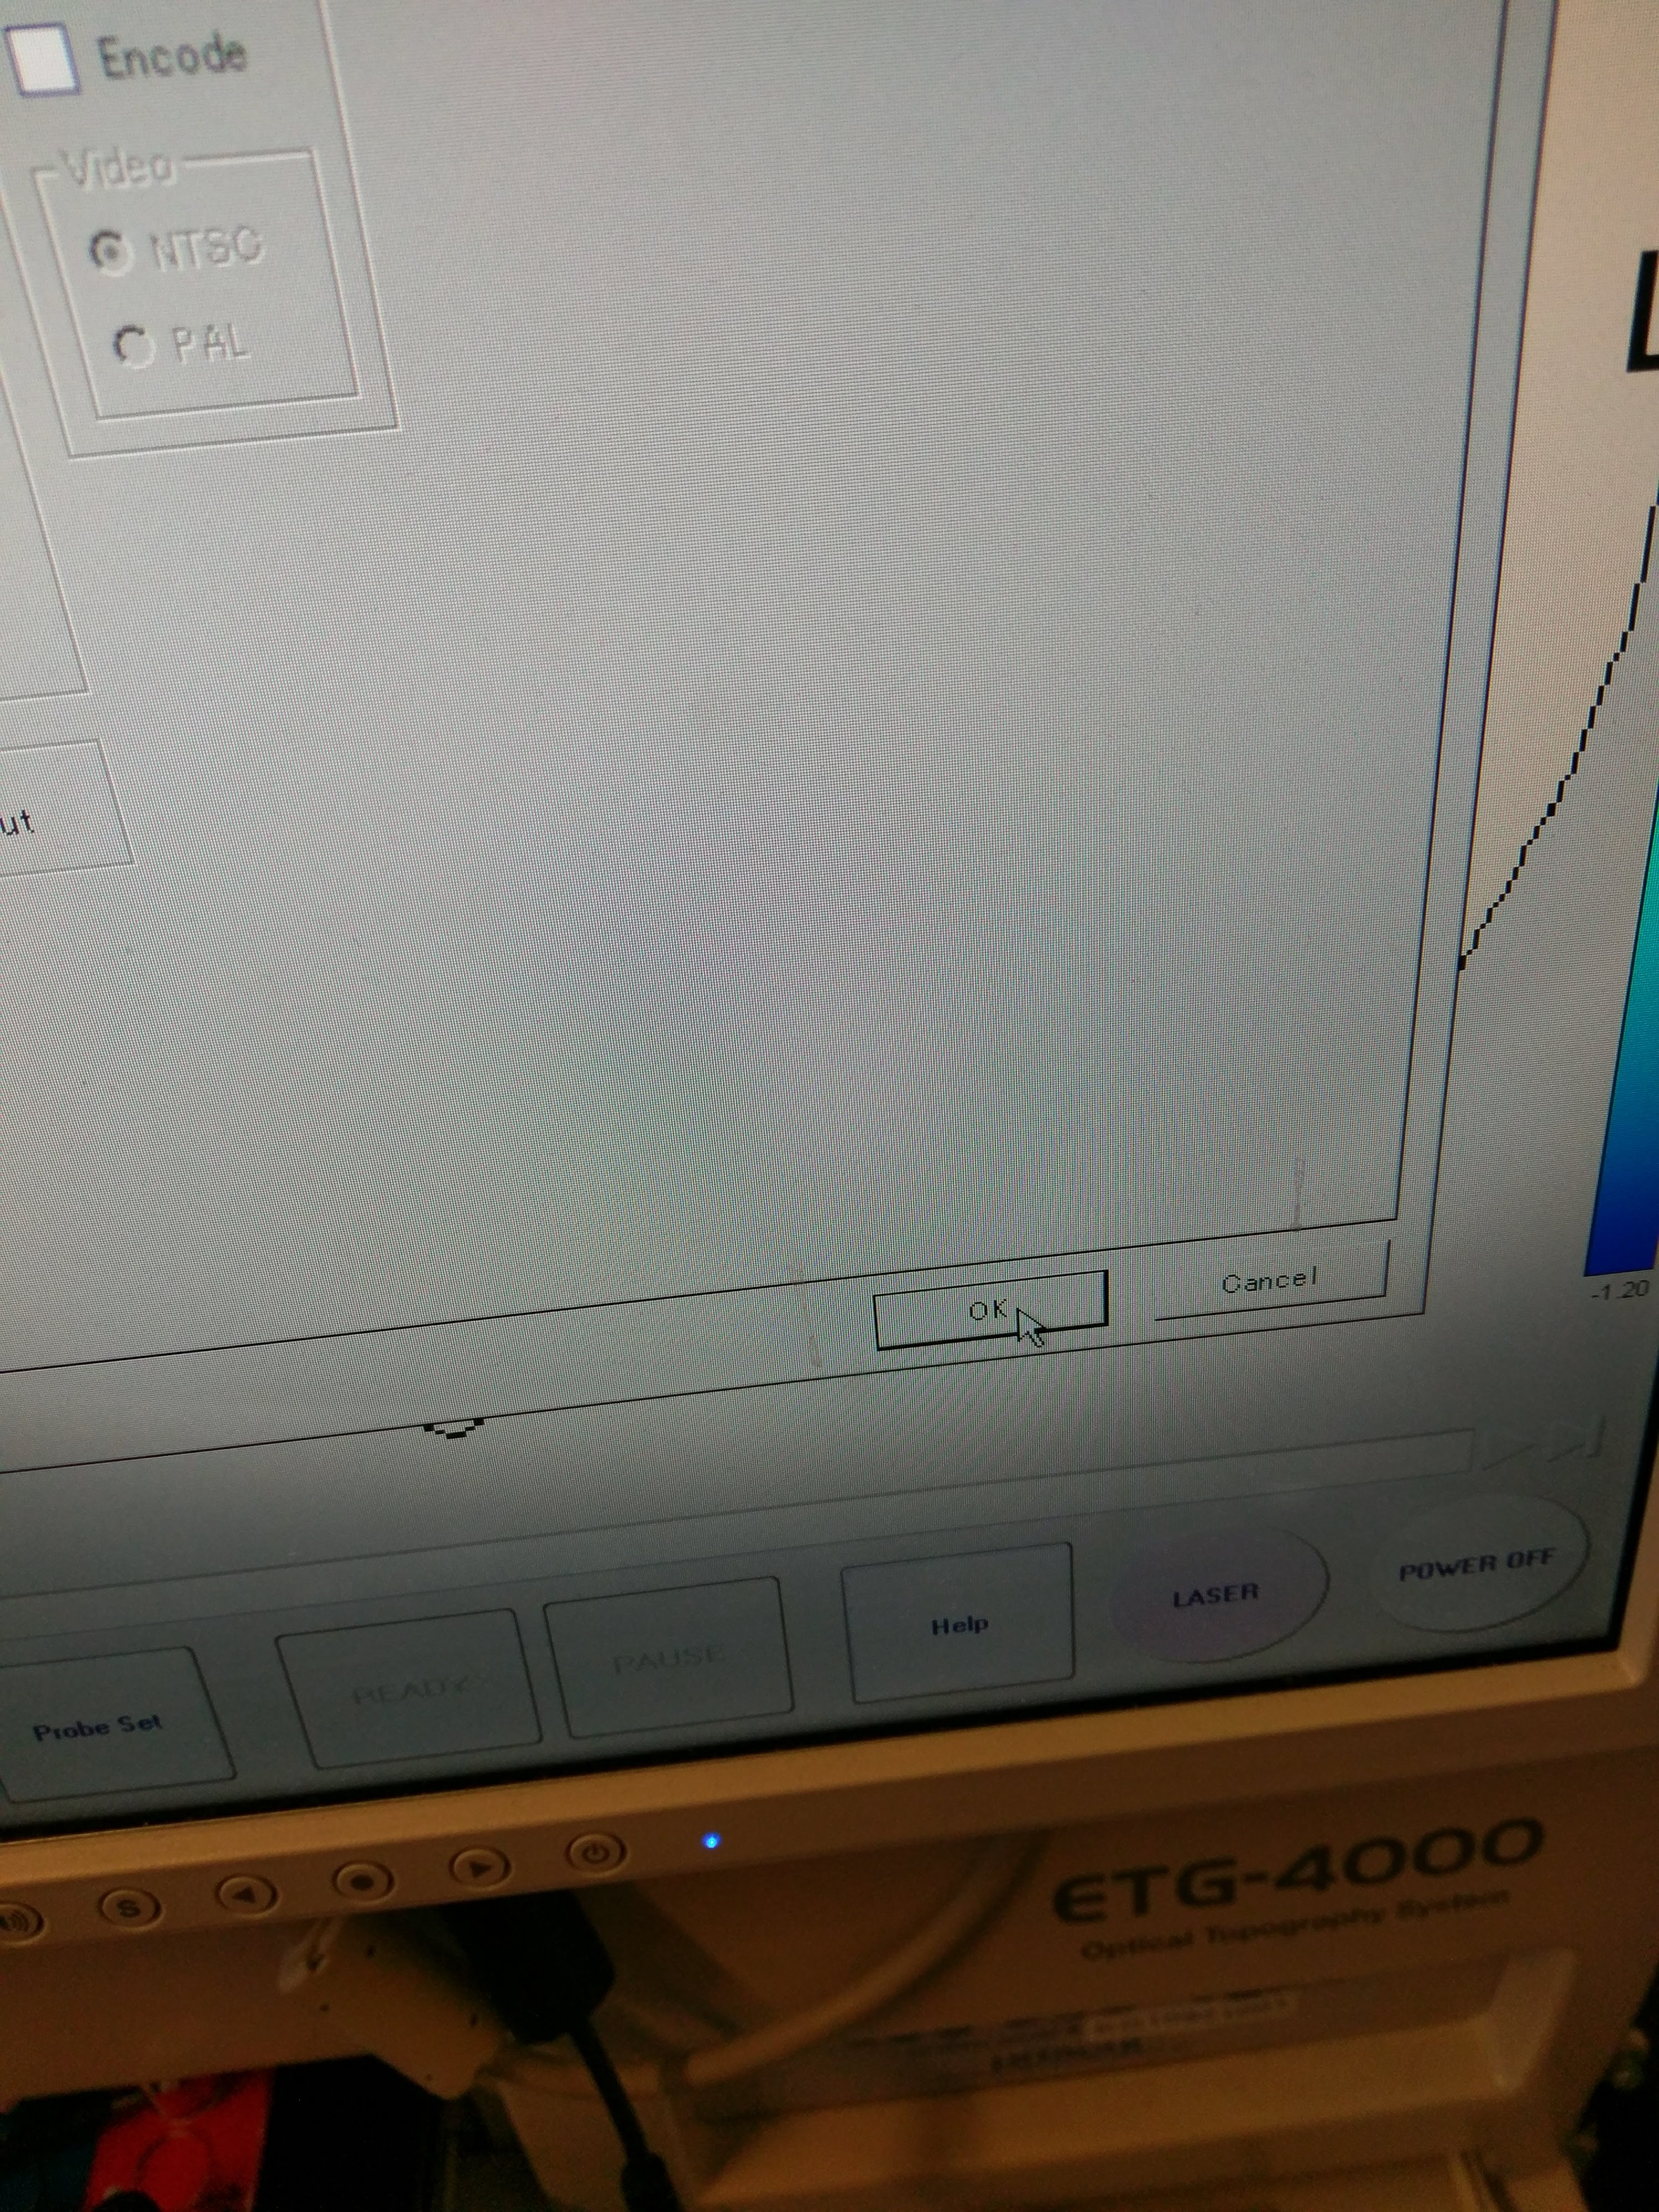 Encode
Video
NTSC
PAL
ut
OK
Cancel
-1.20
Probe Set
READY
PAUSE
Help
LASER
POWER OFF
S
ETG-4000
Optical Topography System